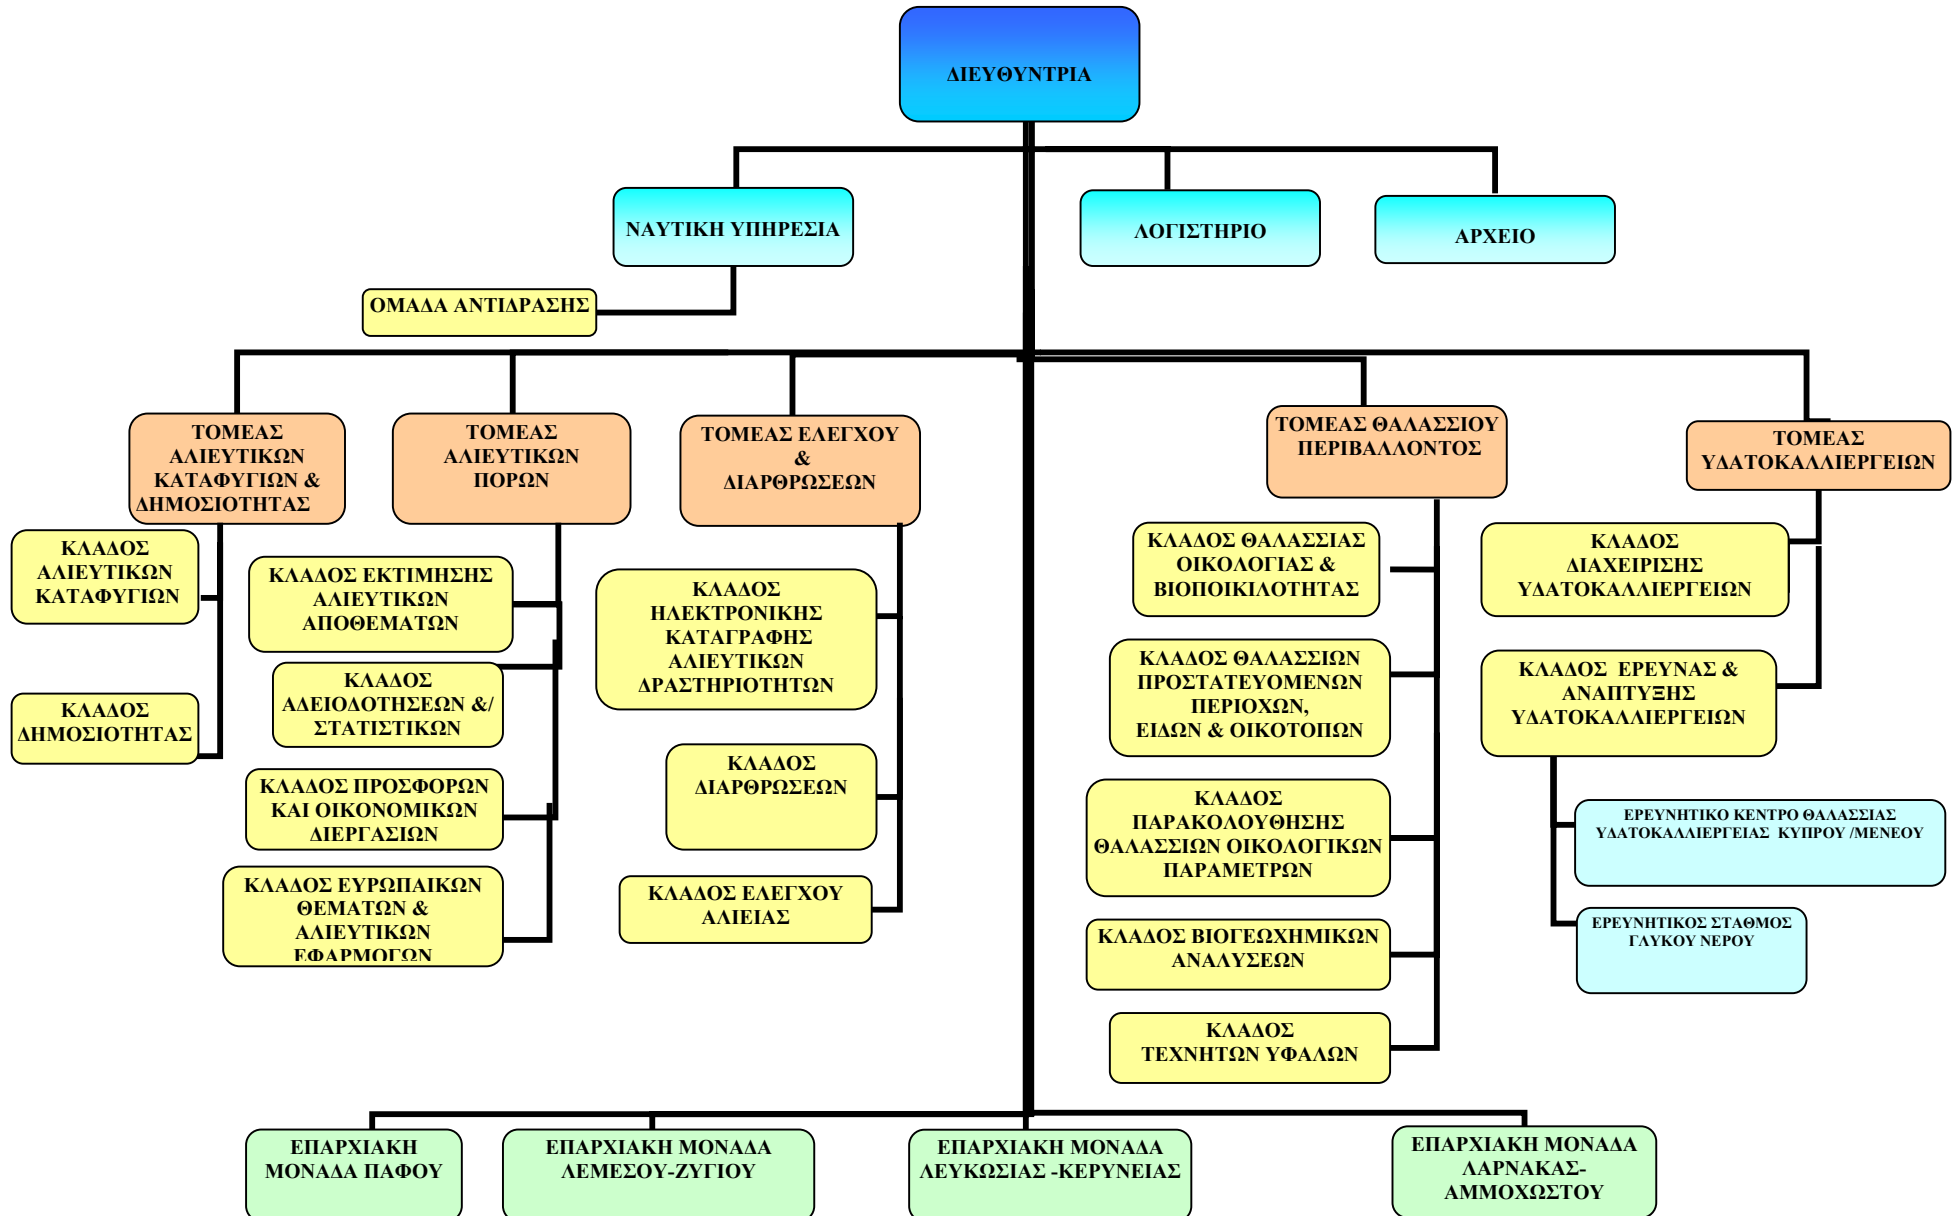 ΔΙΕΥΘΥΝΤΡΙΑ
ΝΑΥΤΙΚΗ ΥΠΗΡΕΣΙΑ
ΛΟΓΙΣΤΗΡΙΟ
ΑΡΧΕΙΟ
ΟΜΑΔΑ ΑΝΤΙΔΡΑΣΗΣ
ΤΟΜΕΑΣ
ΑΛΙΕΥΤΙΚΩΝ
ΚΑΤΑΦΥΓΙΩΝ &
ΔΗΜΟΣΙΟΤΗΤΑΣ
ΤΟΜΕΑΣ
ΑΛΙΕΥΤΙΚΩΝ
ΠΟΡΩΝ
ΤΟΜΕΑΣ ΕΛΕΓΧΟΥ
&
ΔΙΑΡΘΡΩΣΕΩΝ
ΤΟΜΕΑΣ ΘΑΛΑΣΣΙΟΥ
ΠΕΡΙΒΑΛΛΟΝΤΟΣ
ΤΟΜΕΑΣ
ΥΔΑΤΟΚΑΛΛΙΕΡΓΕΙΩΝ
ΚΛΑΔΟΣ
ΑΛΙΕΥΤΙΚΩΝ
ΚΑΤΑΦΥΓΙΩΝ
ΚΛΑΔΟΣ
ΔΗΜΟΣΙΟΤΗΤΑΣ
ΚΛΑΔΟΣ ΕΚΤΙΜΗΣΗΣ
ΑΛΙΕΥΤΙΚΩΝ
ΑΠΟΘΕΜΑΤΩΝ
ΚΛΑΔΟΣ
ΑΔΕΙΟΔΟΤΗΣΕΩΝ &/
ΣΤΑΤΙΣΤΙΚΩΝ
ΚΛΑΔΟΣ ΠΡΟΣΦΟΡΩΝ
ΚΑΙ ΟΙΚΟΝΟΜΙΚΩΝ
ΔΙΕΡΓΑΣΙΩΝ
ΚΛΑΔΟΣ ΕΥΡΩΠΑΙΚΩΝ
ΘΕΜΑΤΩΝ &
ΑΛΙΕΥΤΙΚΩΝ
ΕΦΑΡΜΟΓΩΝ
ΚΛΑΔΟΣ
ΗΛΕΚΤΡΟΝΙΚΗΣ
ΚΑΤΑΓΡΑΦΗΣ
ΑΛΙΕΥΤΙΚΩΝ
ΔΡΑΣΤΗΡΙΟΤΗΤΩΝ
ΚΛΑΔΟΣ
ΔΙΑΡΘΡΩΣΕΩΝ
ΚΛΑΔΟΣ ΕΛΕΓΧΟΥ
ΑΛΙΕΙΑΣ
ΚΛΑΔΟΣ ΘΑΛΑΣΣΙΑΣ
ΟΙΚΟΛΟΓΙΑΣ &
ΒΙΟΠΟΙΚΙΛΟΤΗΤΑΣ
ΚΛΑΔΟΣ ΘΑΛΑΣΣΙΩΝ
ΠΡΟΣΤΑΤΕΥΟΜΕΝΩΝ
ΠΕΡΙΟΧΩΝ,
ΕΙΔΩΝ & ΟΙΚΟΤΟΠΩΝ
ΚΛΑΔΟΣ
ΠΑΡΑΚΟΛΟΥΘΗΣΗΣ
ΘΑΛΑΣΣΙΩΝ ΟΙΚΟΛΟΓΙΚΩΝ
ΠΑΡΑΜΕΤΡΩΝ
ΚΛΑΔΟΣ ΒΙΟΓΕΩΧΗΜΙΚΩΝ
ΑΝΑΛΥΣΕΩΝ
ΚΛΑΔΟΣ
ΤΕΧΝΗΤΩΝ ΥΦΑΛΩΝ
ΚΛΑΔΟΣ
ΔΙΑΧΕΙΡΙΣΗΣ
ΥΔΑΤΟΚΑΛΛΙΕΡΓΕΙΩΝ
ΚΛΑΔΟΣ ΕΡΕΥΝΑΣ &
ΑΝΑΠΤΥΞΗΣ
ΥΔΑΤΟΚΑΛΛΙΕΡΓΕΙΩΝ
ΕΡΕΥΝΗΤΙΚΟ ΚΕΝΤΡΟ ΘΑΛΑΣΣΙΑΣ
ΥΔΑΤΟΚΑΛΛΙΕΡΓΕΙΑΣ ΚΥΠΡΟΥ /ΜΕΝΕΟΥ
ΕΡΕΥΝΗΤΙΚΟΣ ΣΤΑΘΜΟΣ
ΓΛΥΚΟΥ ΝΕΡΟΥ
ΕΠΑΡΧΙΑΚΗ
ΜΟΝΑΔΑ ΠΑΦΟΥ
ΕΠΑΡΧΙΑΚΗ ΜΟΝΑΔΑ
ΛΕΜΕΣΟΥ-ΖΥΓΙΟΥ
ΕΠΑΡΧΙΑΚΗ ΜΟΝΑΔΑ
ΛΕΥΚΩΣΙΑΣ -ΚΕΡΥΝΕΙΑΣ
ΕΠΑΡΧΙΑΚΗ ΜΟΝΑΔΑ
ΛΑΡΝΑΚΑΣ-
ΑΜΜΟΧΩΣΤΟΥ